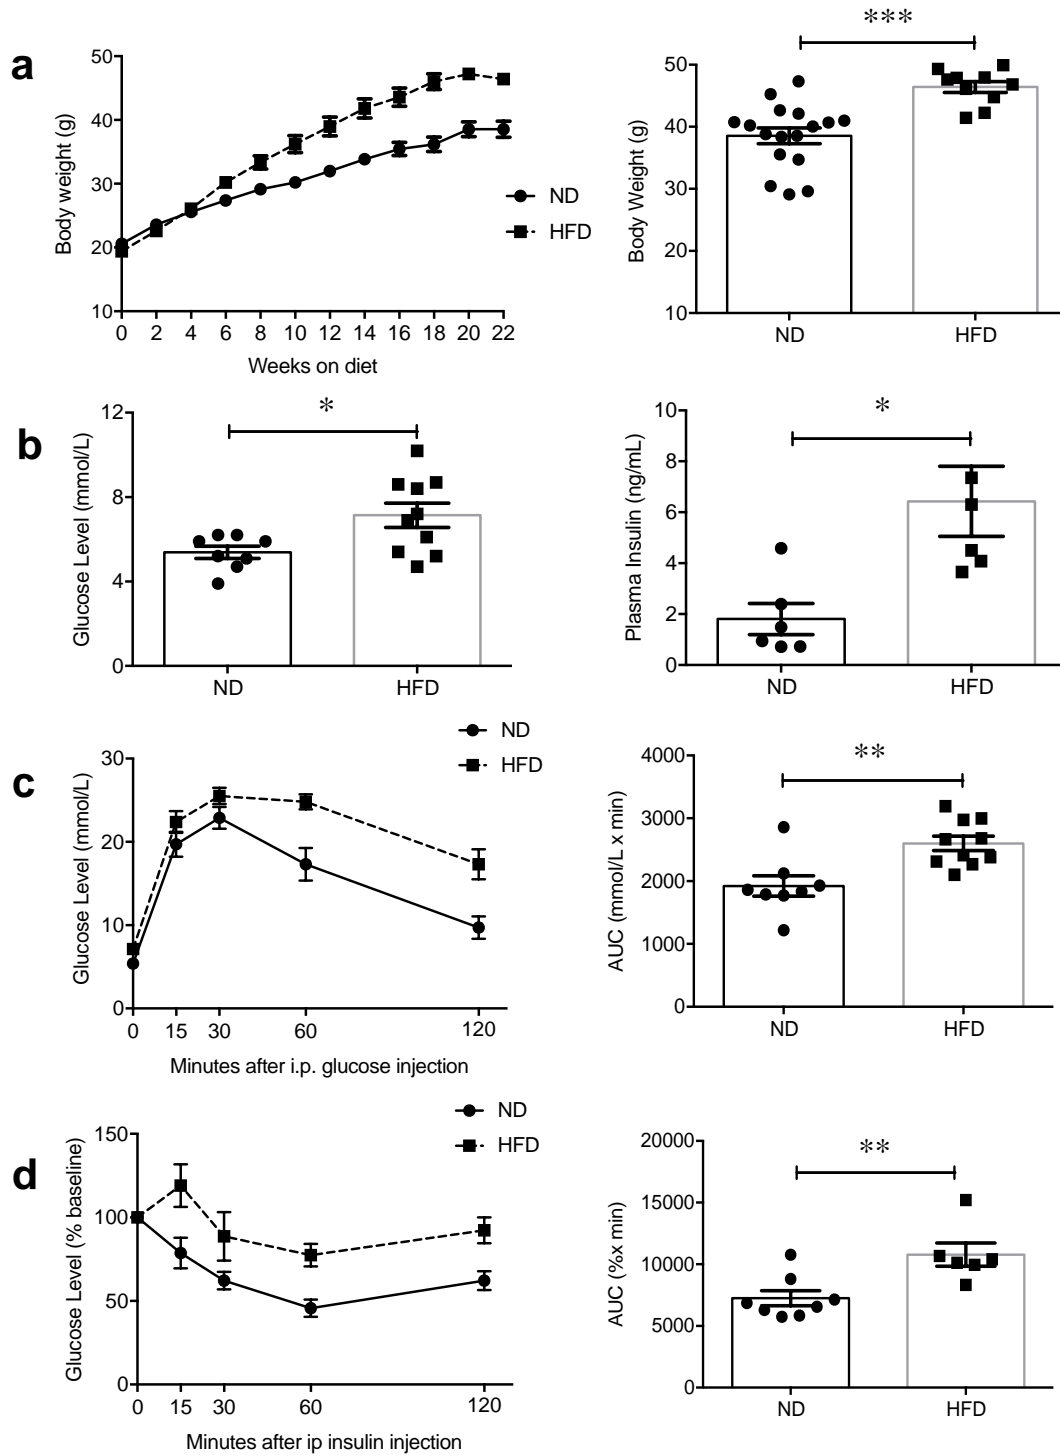 a
Body weight (g)
50
40
30
20
10
0 2 4 6 8 10 12 14 16 18 20 22
Weeks on diet
ND
HFD
***
Body Weight (g)
50
40
30
20
10
ND HFD
b
Glucose Level (mmol/L)
12
8
4
0
*
ND HFD
Plasma Insulin (ng/mL)
10
8
6
4
2
0
*
ND HFD
c
Glucose Level (mmol/L)
30
20
10
0
0 15 30 60 120
Minutes after i.p. glucose injection
ND
HFD
AUC (mmol/L x min)
4000
3000
2000
1000
0
**
ND HFD
d
Glucose Level (% baseline)
150
100
50
0
0 15 30 60 120
Minutes after ip insulin injection
ND
HFD
AUC (%x min)
20000
15000
10000
5000
0
**
ND HFD